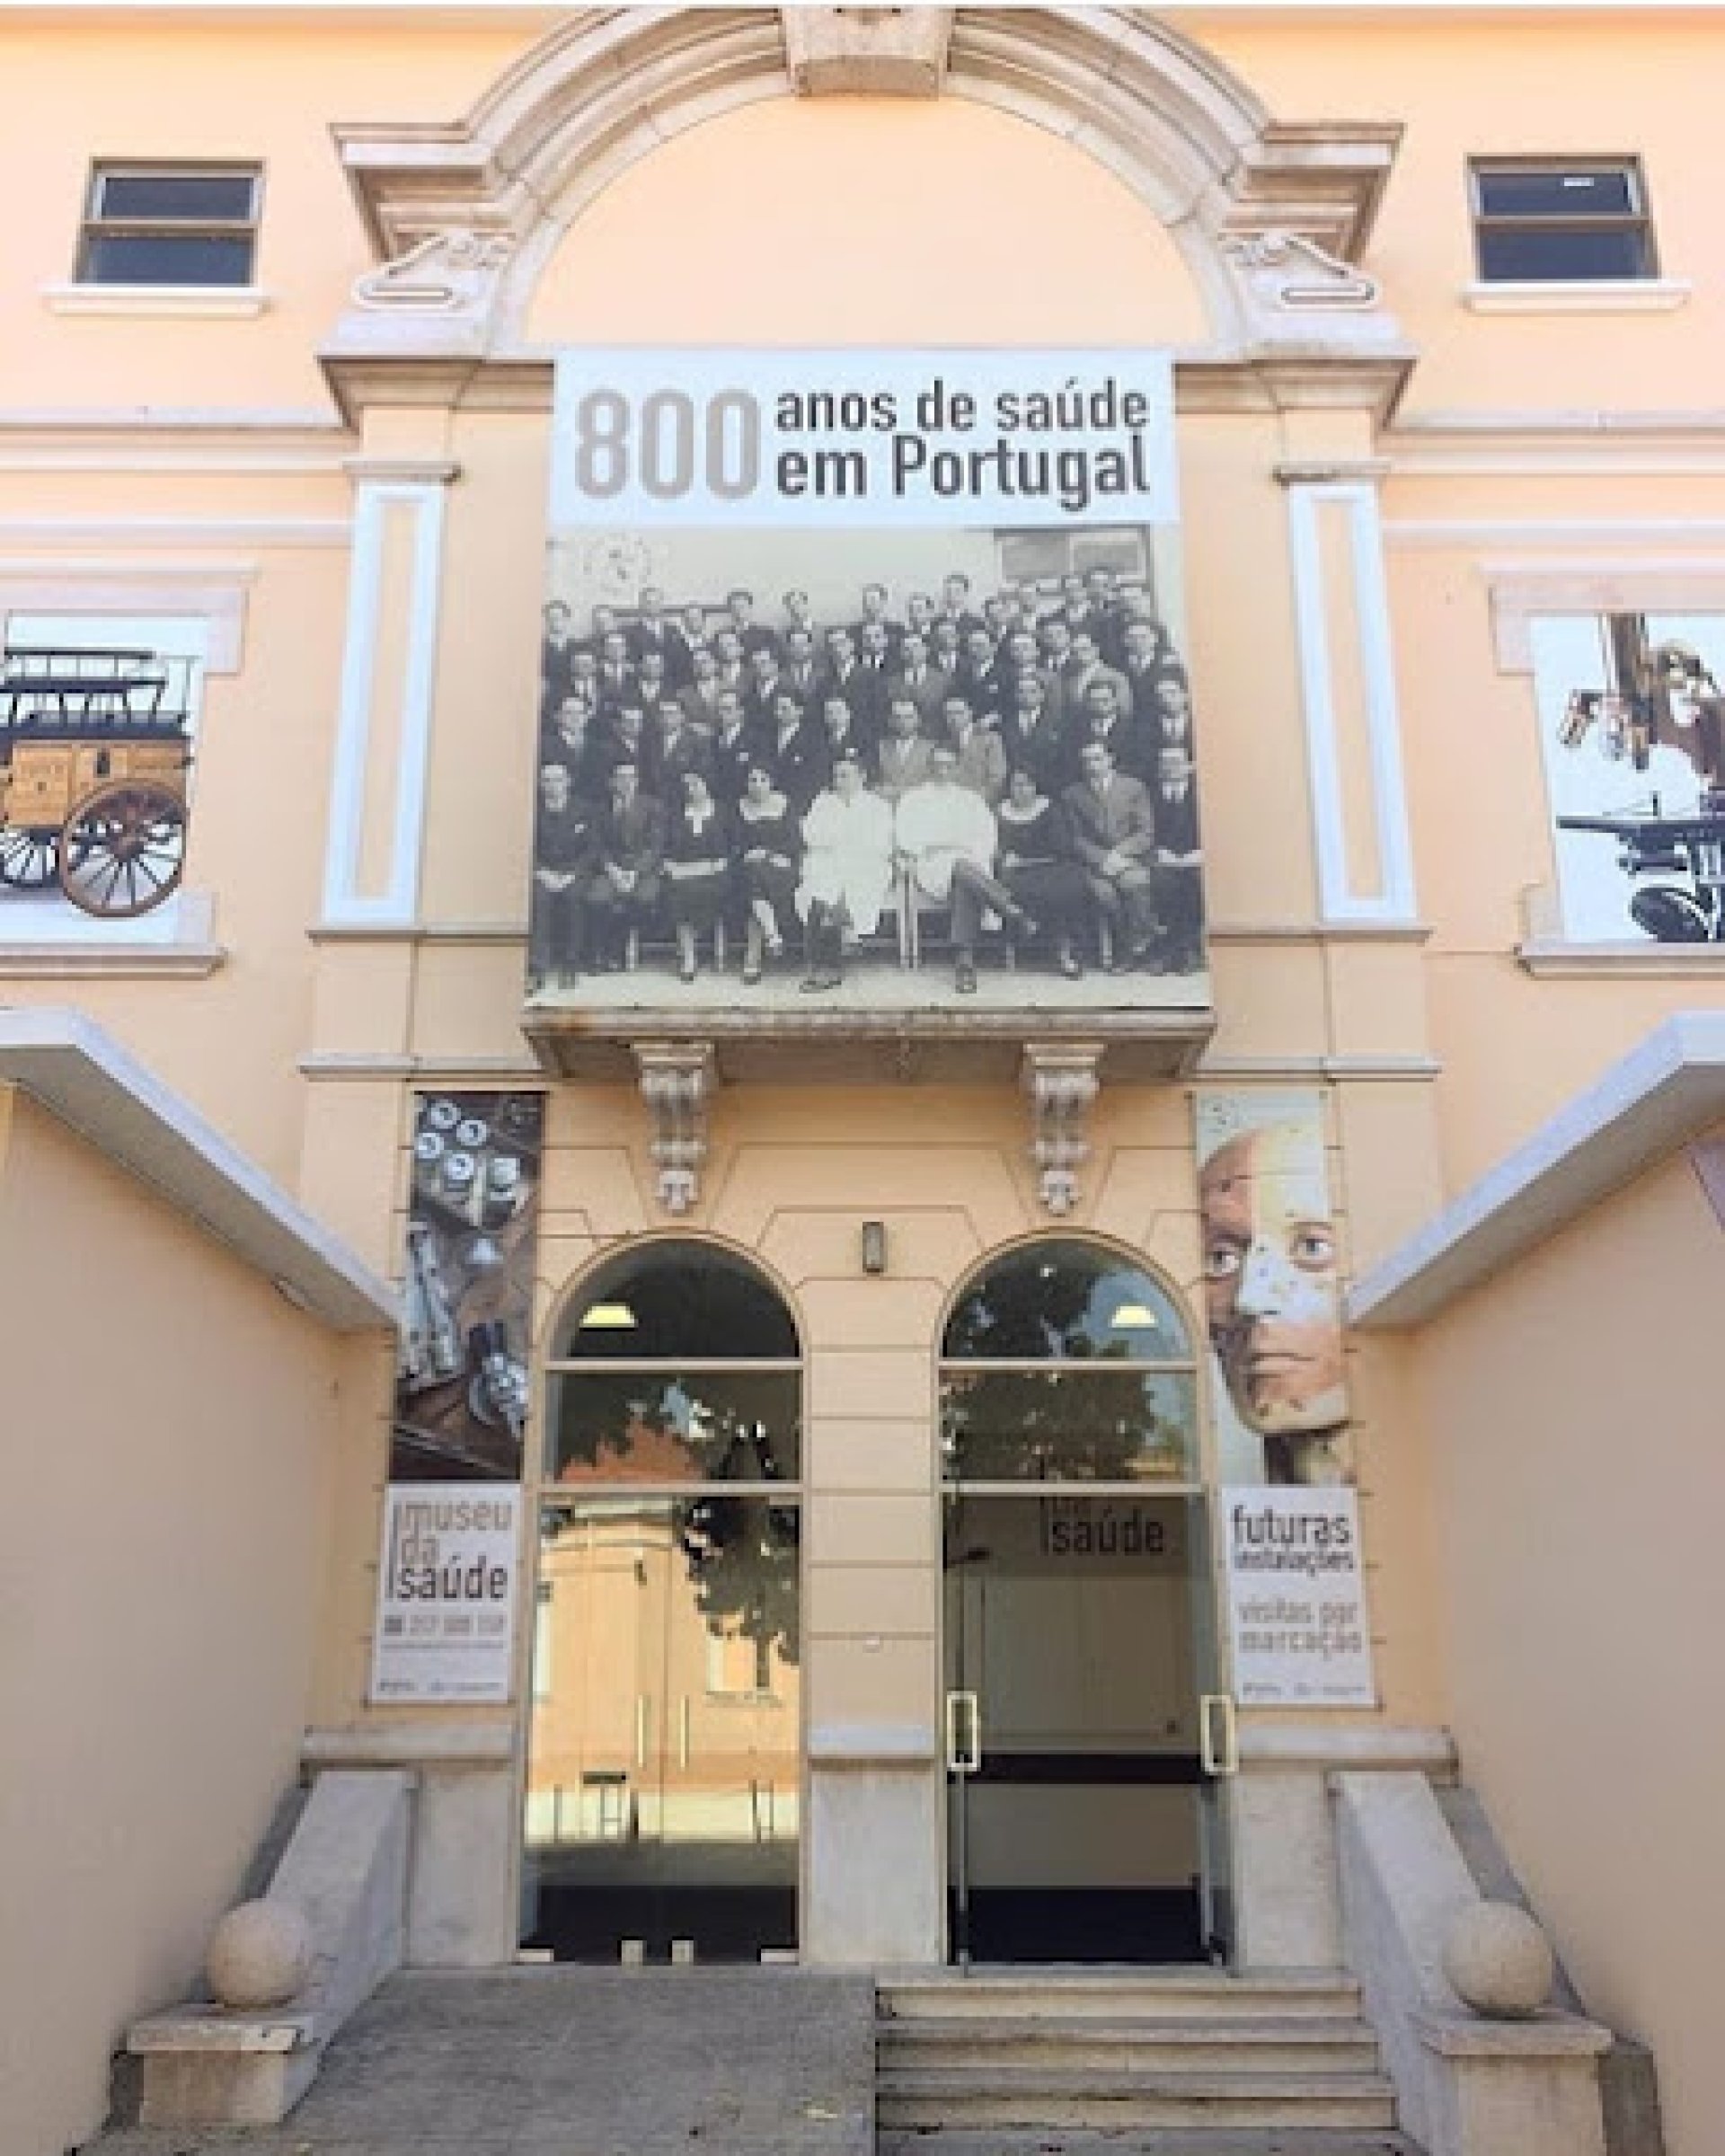 800 anos de saúde
em Portugal
museu
da
saúde
saúde
futuras
instalações
visitas por
marcação